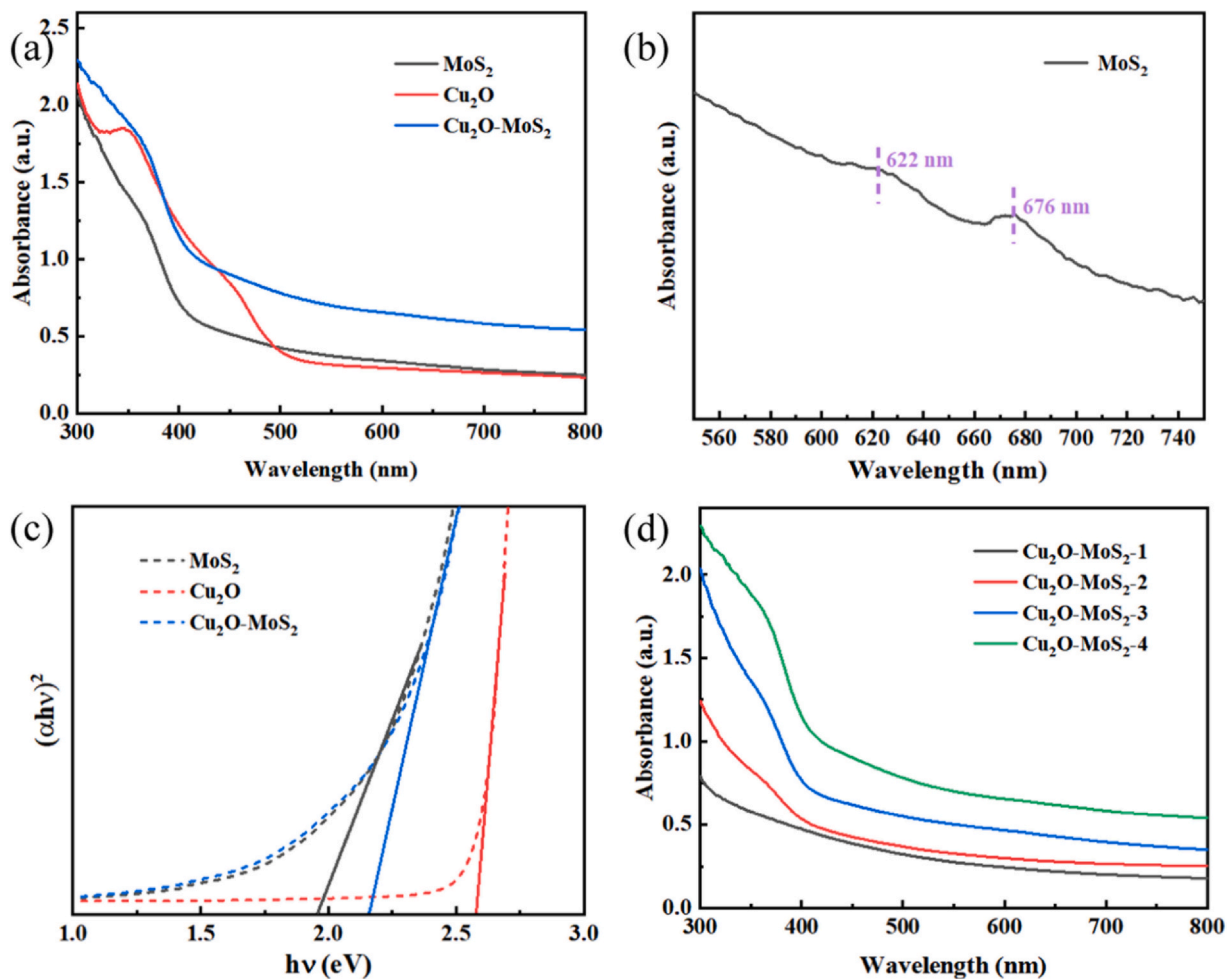 (a)
2.5
2.0
1.5
1.0
0.5
0.0
Absorbance (a.u.)
MoS₂
Cu₂O
Cu₂O-MoS₂
300 400 500 600 700 800
Wavelength (nm)
(b)
Absorbance (a.u.)
MoS₂
622 nm
676 nm
560 580 600 620 640 660 680 700 720 740
Wavelength (nm)
(c)
(αhν)²
MoS₂
Cu₂O
Cu₂O-MoS₂
1.0 1.5 2.0 2.5 3.0
hν (eV)
(d)
2.0
1.5
1.0
0.5
0.0
Absorbance (a.u.)
Cu₂O-MoS₂-1
Cu₂O-MoS₂-2
Cu₂O-MoS₂-3
Cu₂O-MoS₂-4
300 400 500 600 700 800
Wavelength (nm)